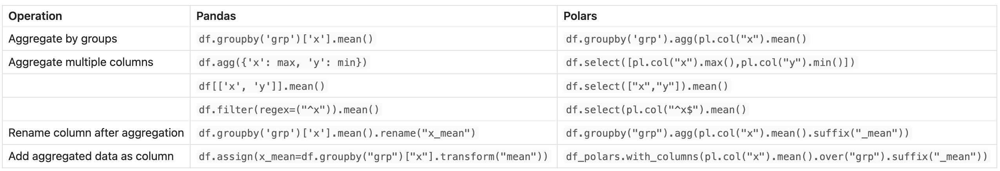 Operation Pandas Polars
Aggregate by groups df.groupby('grp')['x'].mean() df.groupby('grp').agg(pl.col("x").mean()
Aggregate multiple columns df.agg({'x': max, 'y': min}) df.select([pl.col("x").max(),pl.col("y").min()])
df[['x', 'y']].mean() df.select(["x","y"]).mean()
df.filter(regex=("^x")).mean() df.select(pl.col("^x$").mean()
Rename column after aggregation df.groupby('grp')['x'].mean().rename("x_mean") df.groupby("grp").agg(pl.col("x").mean().suffix("_mean"))
Add aggregated data as column df.assign(x_mean=df.groupby("grp")["x"].transform("mean")) df_polars.with_columns(pl.col("x").mean().over("grp").suffix("_mean"))